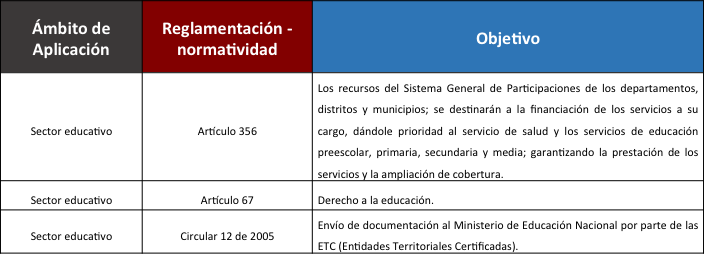 Ámbito de
Aplicación
Reglamentación -
normatividad
Objetivo
Sector educativo
Artículo 356
Los recursos del Sistema General de Participaciones de los departamentos,
distritos y municipios; se destinarán a la financiación de los servicios a su
cargo, dándole prioridad al servicio de salud y los servicios de educación
preescolar, primaria, secundaria y media; garantizando la prestación de los
servicios y la ampliación de cobertura.
Sector educativo
Artículo 67
Derecho a la educación.
Sector educativo
Circular 12 de 2005
Envío de documentación al Ministerio de Educación Nacional por parte de las
ETC (Entidades Territoriales Certificadas).